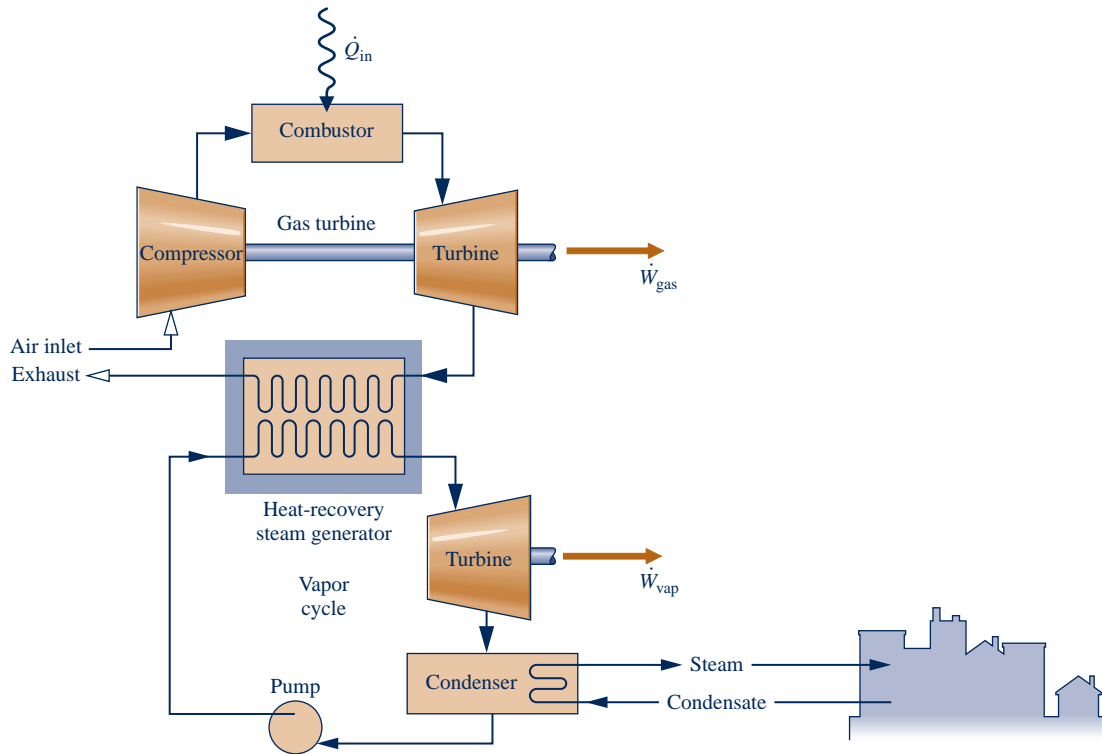 Q̇in
Combustor
Gas turbine
Compressor
Turbine
Ẇgas
Air inlet
Exhaust
Heat-recovery
steam generator
Turbine
Ẇvap
Vapor
cycle
Steam
Condenser
Condensate
Pump